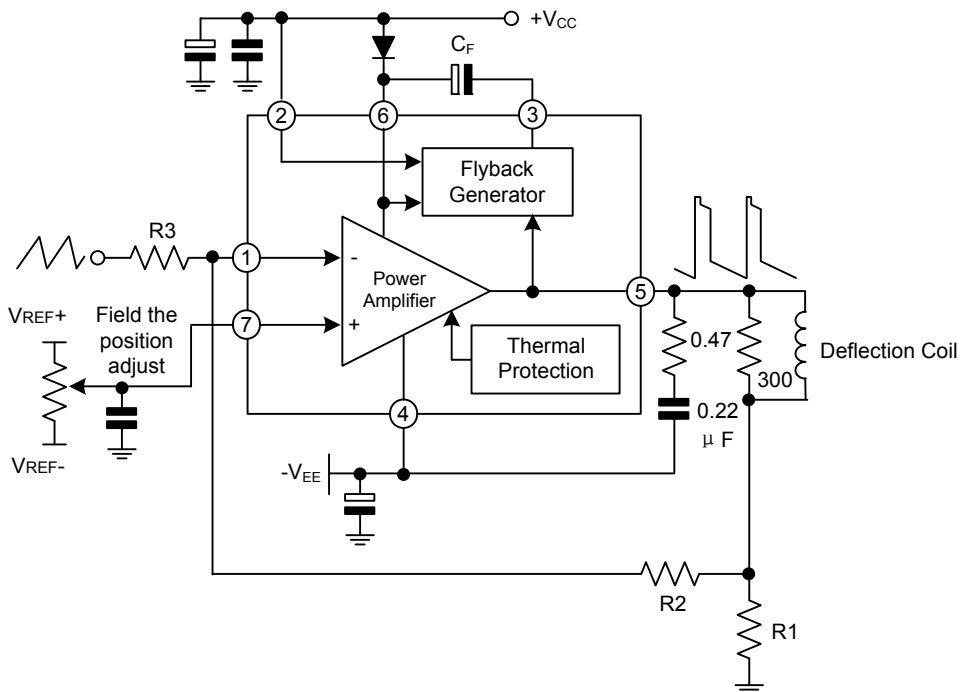 +VCC
CF
2
6
3
Flyback
Generator
R3
1
-
Power
Amplifier
5
VREF+
Field the
position
adjust
7
+
0.47
Deflection Coil
Thermal
Protection
300
4
0.22
μF
VREF-
-VEE
R2
R1